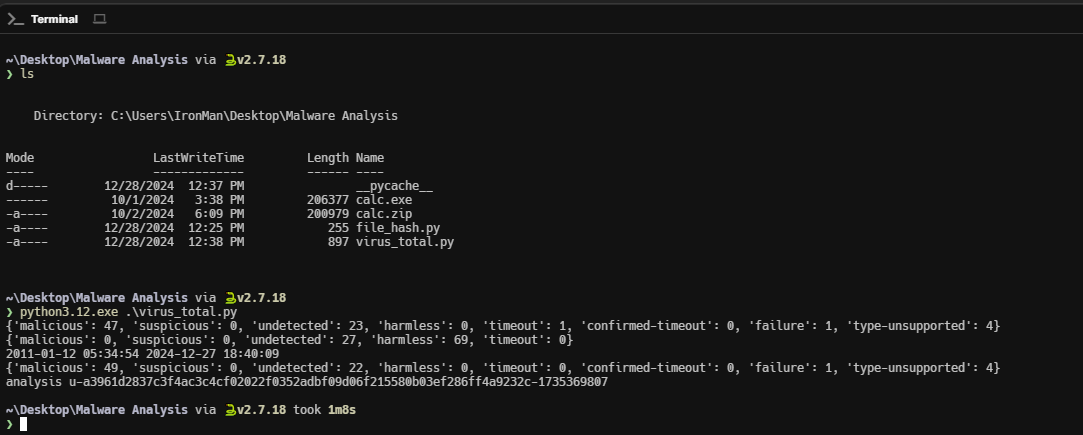 Terminal
~\Desktop\Malware Analysis via v2.7.18
❯ ls
Directory: C:\Users\IronMan\Desktop\Malware Analysis
Mode                 LastWriteTime         Length Name
----                 -------------         ------ ----
d-----        12/28/2024  12:37 PM                __pycache__
------         10/1/2024   3:38 PM         206377 calc.exe
-a----         10/2/2024   6:09 PM         200979 calc.zip
-a----        12/28/2024  12:25 PM            255 file_hash.py
-a----        12/28/2024  12:38 PM            897 virus_total.py
~\Desktop\Malware Analysis via v2.7.18
❯ python3.12.exe .\virus_total.py
{'malicious': 47, 'suspicious': 0, 'undetected': 23, 'harmless': 0, 'timeout': 1, 'confirmed-timeout': 0, 'failure': 1, 'type-unsupported': 4}
{'malicious': 0, 'suspicious': 0, 'undetected': 27, 'harmless': 69, 'timeout': 0}
2011-01-12 05:34:54 2024-12-27 18:40:09
{'malicious': 49, 'suspicious': 0, 'undetected': 22, 'harmless': 0, 'timeout': 0, 'confirmed-timeout': 0, 'failure': 1, 'type-unsupported': 4}
analysis u-a3961d2837c3f4ac3c4cf02022f0352adbf09d06f215580b03ef286ff4a9232c-1735369807
~\Desktop\Malware Analysis via v2.7.18 took 1m8s
❯